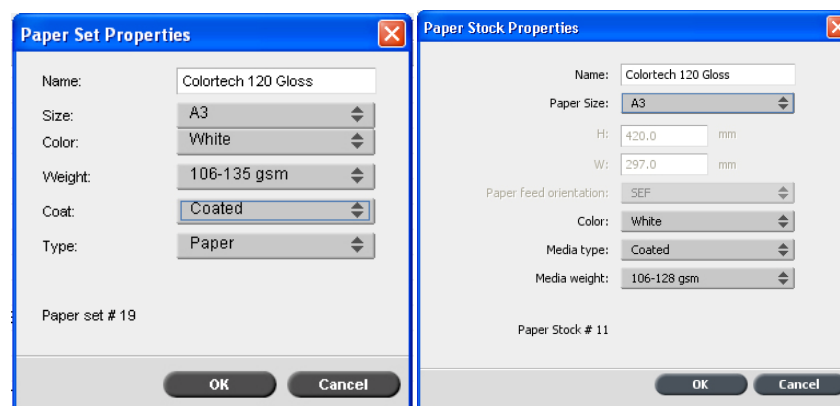 Paper Set Properties
Name: Colortech 120 Gloss
Size: A3
Color: White
Weight: 106-135 gsm
Coat: Coated
Type: Paper
Paper set # 19
OK Cancel
Paper Stock Properties
Name: Colortech 120 Gloss
Paper Size: A3
H: 420.0 mm
W: 297.0 mm
Paper feed orientation: SEF
Color: White
Media type: Coated
Media weight: 106-128 gsm
Paper Stock # 11
OK Cancel